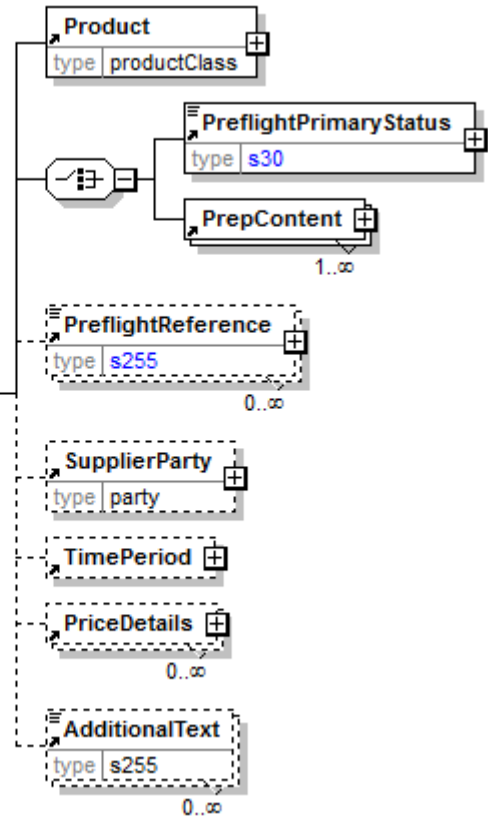 Product
type productClass
PreflightPrimaryStatus
type s30
PrepContent
1..∞
PreflightReference
type s255
0..∞
SupplierParty
type party
TimePeriod
PriceDetails
0..∞
AdditionalText
type s255
0..∞